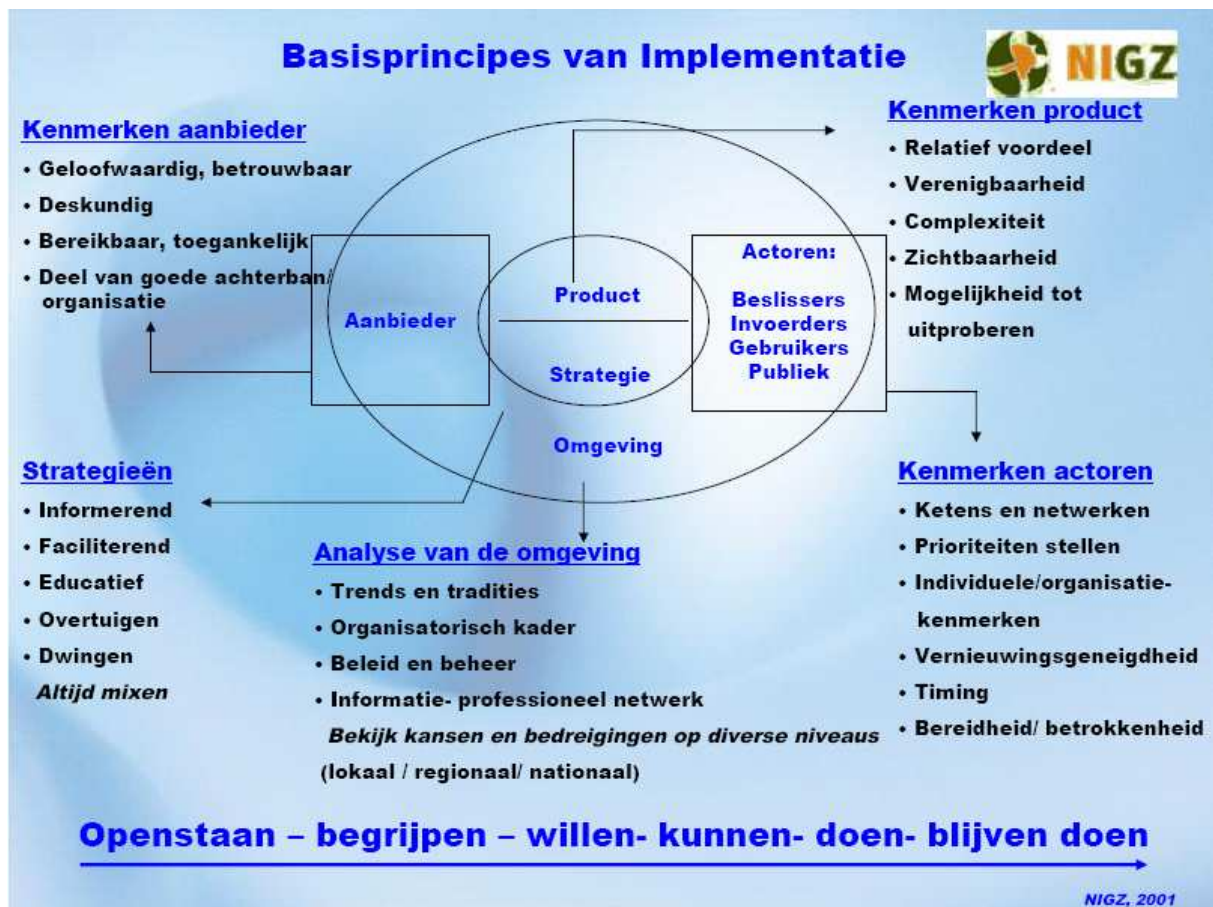 Basisprincipes van Implementatie
NIGZ
Kenmerken aanbieder
• Geloofwaardig, betrouwbaar
• Deskundig
• Bereikbaar, toegankelijk
• Deel van goede achterban/
organisatie
Kenmerken product
• Relatief voordeel
• Verenigbaarheid
• Complexiteit
• Zichtbaarheid
• Mogelijkheid tot
uitproberen
Aanbieder
Product
Strategie
Actoren:
Beslissers
Invoerders
Gebruikers
Publiek
Omgeving
Strategieën
• Informerend
• Faciliterend
• Educatief
• Overtuigen
• Dwingen
Altijd mixen
Analyse van de omgeving
• Trends en tradities
• Organisatorisch kader
• Beleid en beheer
• Informatie- professioneel netwerk
Bekijk kansen en bedreigingen op diverse niveaus
(lokaal / regionaal/ nationaal)
Kenmerken actoren
• Ketens en netwerken
• Prioriteiten stellen
• Individuele/organisatie-
kenmerken
• Vernieuwingsgeneigdheid
• Timing
• Bereidheid/ betrokkenheid
Openstaan – begrijpen – willen- kunnen- doen- blijven doen
NIGZ, 2001